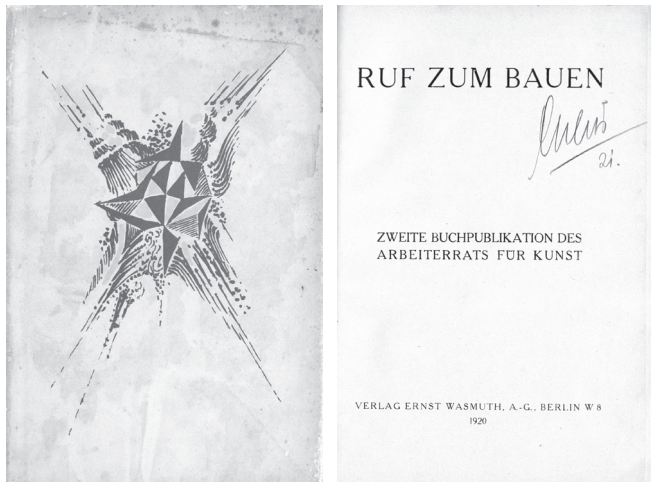 RUF ZUM BAUEN
21.
ZWEITE BUCHPUBLIKATION DES
ARBEITERRATS FÜR KUNST
VERLAG ERNST WASMUTH, A.-G., BERLIN W 8
1920